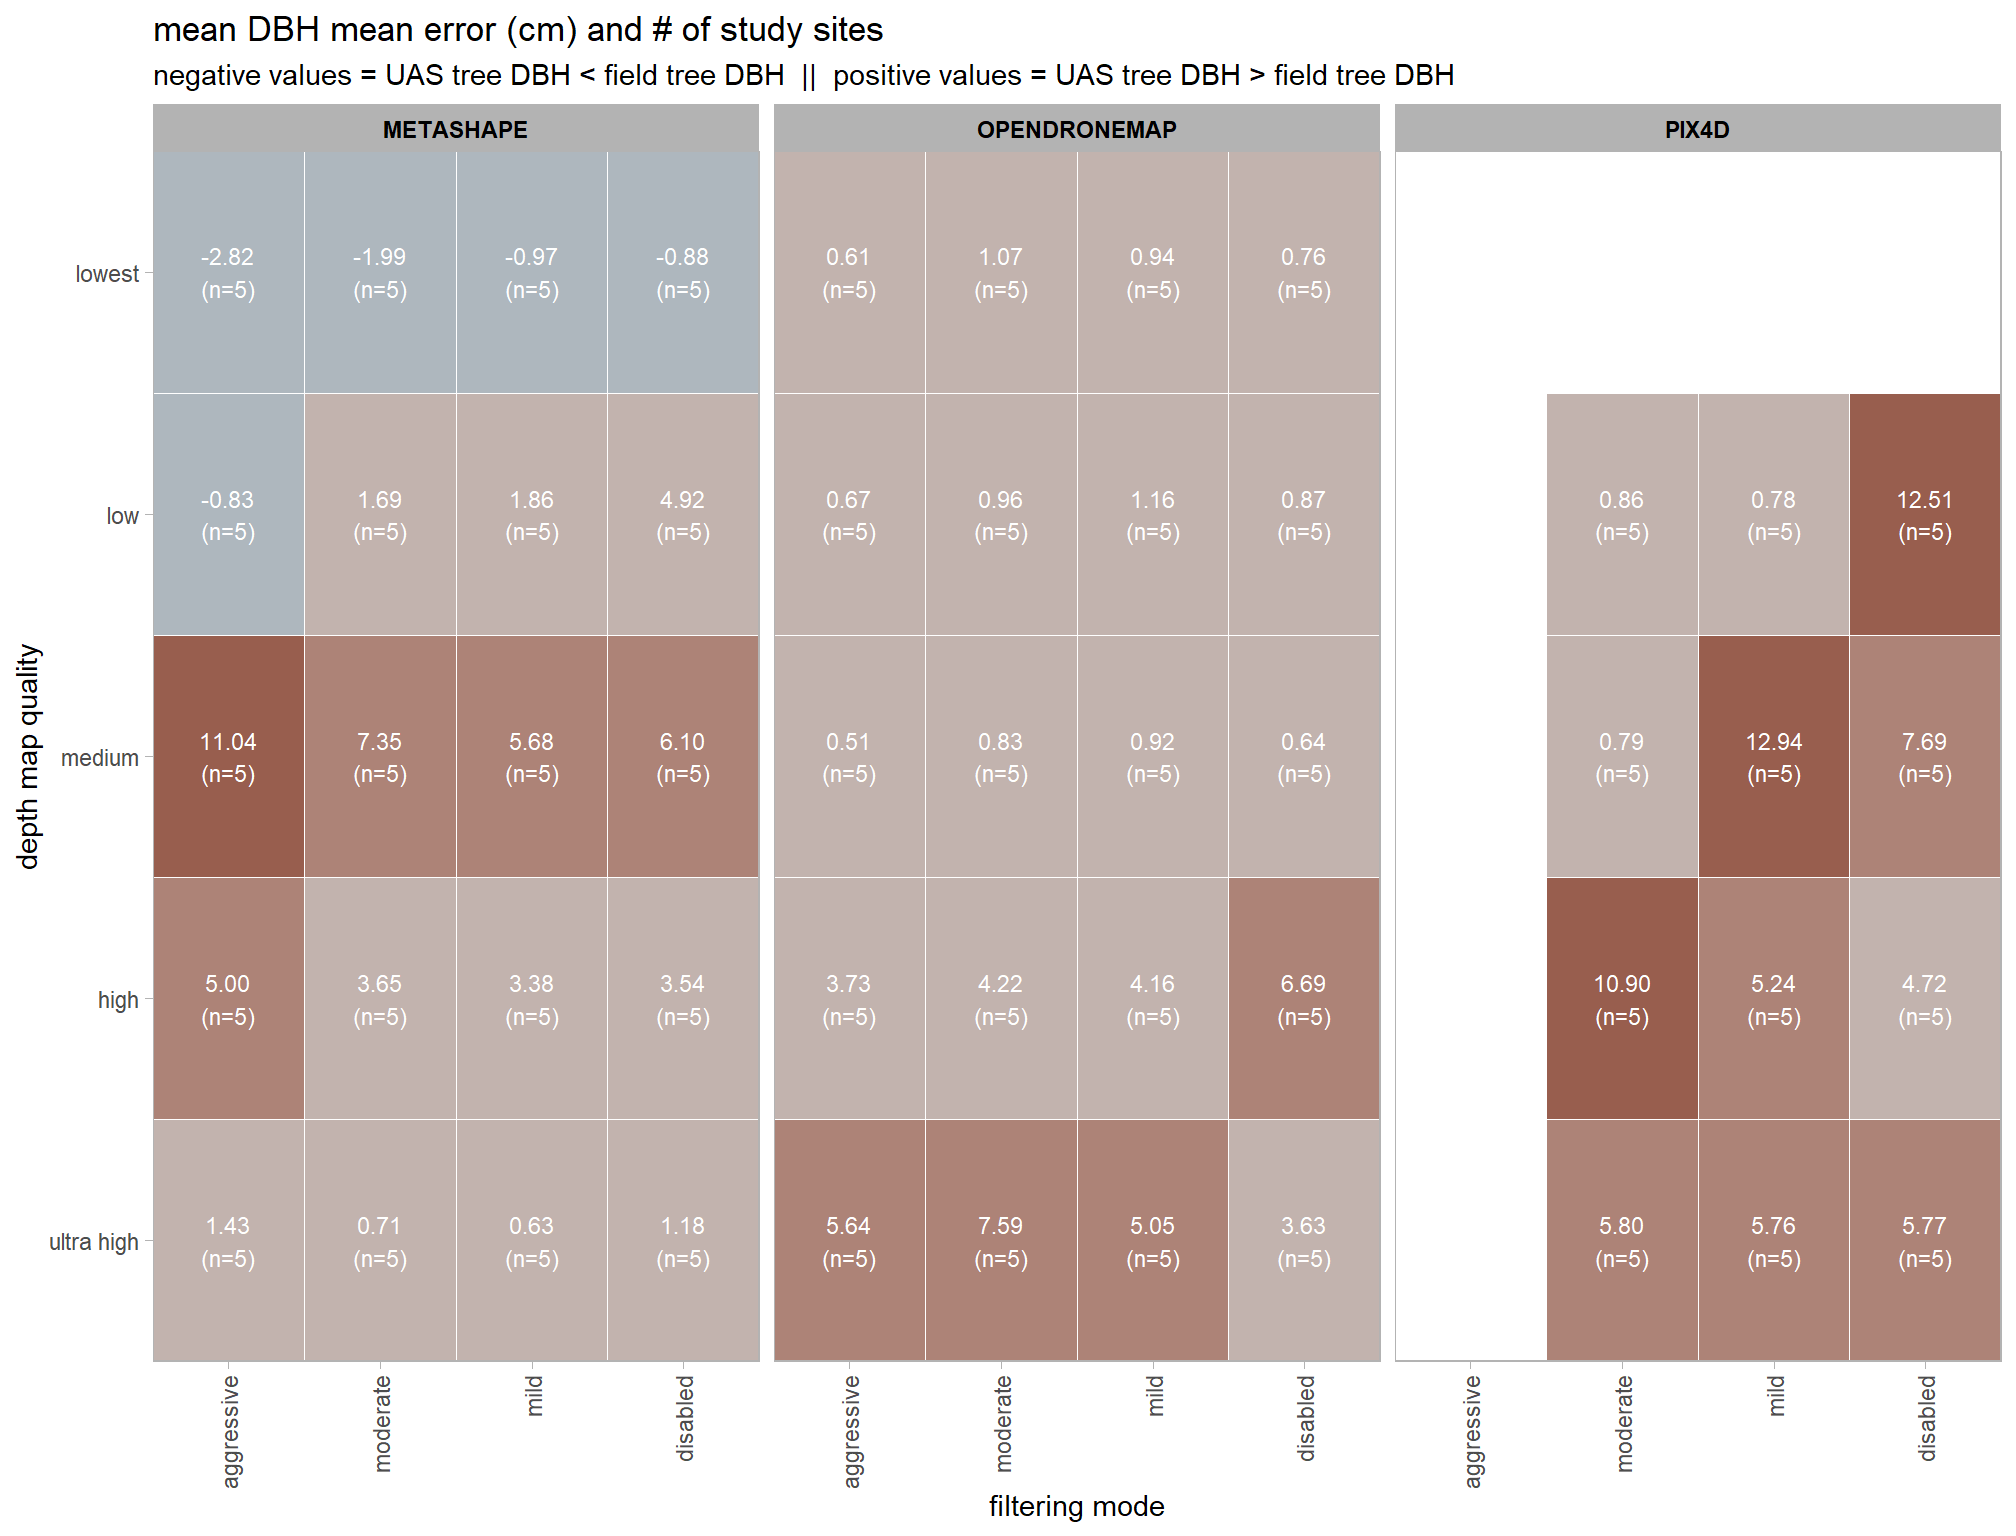 mean DBH mean error (cm) and # of study sites
negative values = UAS tree DBH < field tree DBH || positive values = UAS tree DBH > field tree DBH
METASHAPE OPENDRONEMAP PIX4D
depth map quality
lowest
-2.82 -1.99 -0.97 -0.88 0.61 1.07 0.94 0.76
(n=5) (n=5) (n=5) (n=5) (n=5) (n=5) (n=5) (n=5)
low
-0.83 1.69 1.86 4.92 0.67 0.96 1.16 0.87 0.86 0.78 12.51
(n=5) (n=5) (n=5) (n=5) (n=5) (n=5) (n=5) (n=5) (n=5) (n=5) (n=5)
medium
11.04 7.35 5.68 6.10 0.51 0.83 0.92 0.64 0.79 12.94 7.69
(n=5) (n=5) (n=5) (n=5) (n=5) (n=5) (n=5) (n=5) (n=5) (n=5) (n=5)
high
5.00 3.65 3.38 3.54 3.73 4.22 4.16 6.69 10.90 5.24 4.72
(n=5) (n=5) (n=5) (n=5) (n=5) (n=5) (n=5) (n=5) (n=5) (n=5) (n=5)
ultra high
1.43 0.71 0.63 1.18 5.64 7.59 5.05 3.63 5.80 5.76 5.77
(n=5) (n=5) (n=5) (n=5) (n=5) (n=5) (n=5) (n=5) (n=5) (n=5) (n=5)
aggressive moderate mild disabled aggressive moderate mild disabled aggressive moderate mild disabled
filtering mode